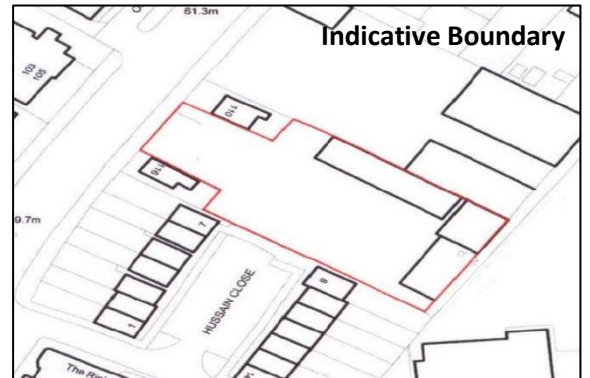 61.3m
Indicative Boundary
103
105
110
116
9.7m
7
HUSSAIN CLOSE
8
1
The